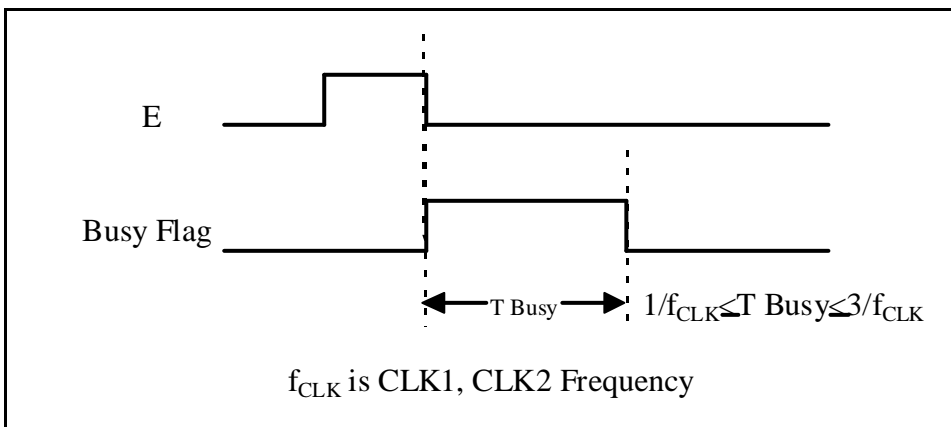 E
Busy Flag
T Busy
1/fCLK≤T Busy≤3/fCLK
fCLK is CLK1, CLK2 Frequency